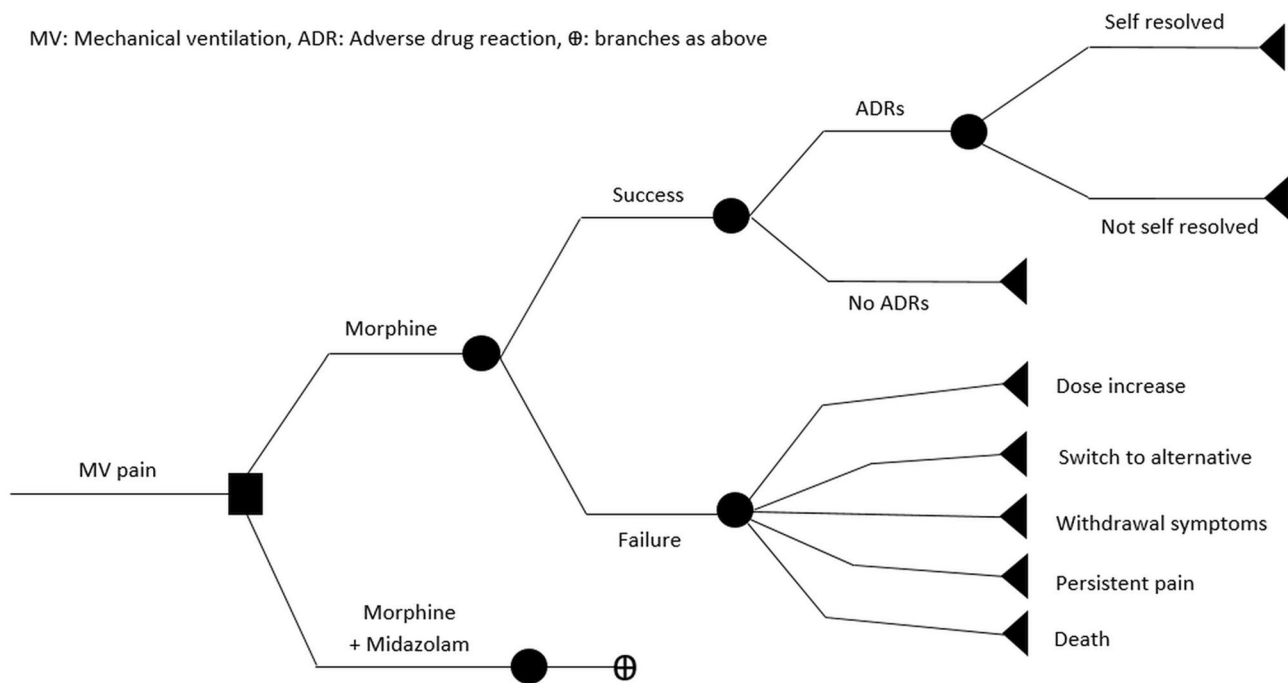 MV: Mechanical ventilation, ADR: Adverse drug reaction, ⊕: branches as above
Self resolved
ADRs
Not self resolved
Success
No ADRs
Morphine
Dose increase
Switch to alternative
MV pain
Withdrawal symptoms
Failure
Persistent pain
Morphine
+ Midazolam
Death
⊕